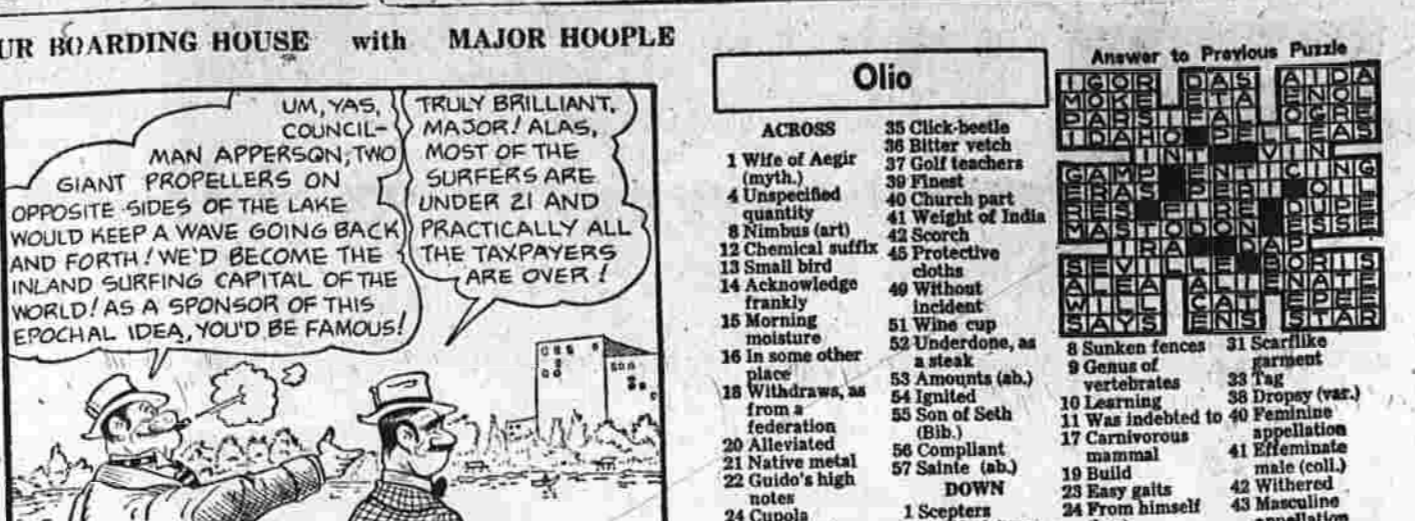 UR BOARDING HOUSE with MAJOR HOOPLE
UM, YAS,
COUNCIL-
MAN APPERSON, TWO
GIANT PROPELLERS ON
OPPOSITE SIDES OF THE LAKE
WOULD KEEP A WAVE GOING BACK
AND FORTH! WE'D BECOME THE
INLAND SURFING CAPITAL OF THE
WORLD! AS A SPONSOR OF THIS
EPOCHAL IDEA, YOU'D BE FAMOUS!
TRULY BRILLIANT,
MAJOR! ALAS,
MOST OF THE
SURFERS ARE
UNDER 21 AND
PRACTICALLY ALL
THE TAXPAYERS
ARE OVER!
Olio
ACROSS
1 Wife of Aegir
(myth.)
4 Unspecified
quantity
8 Nimbus (art)
12 Chemical suffix
13 Small bird
14 Acknowledge
frankly
15 Morning
moisture
16 In some other
place
18 Withdraws, as
from a
federation
20 Alleviated
21 Native metal
22 Guido's high
notes
24 Cupola
35 Click-beetle
36 Bitter vetch
37 Golf teachers
39 Finest
40 Church part
41 Weight of India
42 Scorch
45 Protective
cloths
49 Without
incident
51 Wine cup
52 Underdone, as
a steak
53 Amounts (ab.)
54 Ignited
55 Son of Seth
(Bib.)
56 Compliant
57 Sainte (ab.)
DOWN
1 Scepters
Answer to Previous Puzzle
IGOR DAS AIDA
MOKE ETAL ENOL
PARSIFAL OGRE
IDAHO PELLEAS
INT VIN
GAMP ENTICING
ERAS PERI OIL
RES FIRE DUPE
MASTODON ESSE
IRA DAP
SEVILLE BORIS
ALEA ALIENATE
WILL CAT EPEE
SAYS ENS STAR
8 Sunken fences
9 Genus of
vertebrates
10 Learning
11 Was indebted to
17 Carnivorous
mammal
19 Build
23 Easy gaits
24 From himself
31 Scarflike
garment
33 Tag
38 Dropsy (var.)
40 Feminine
appellation
41 Effeminate
male (coll.)
42 Withered
43 Masculine
appellation